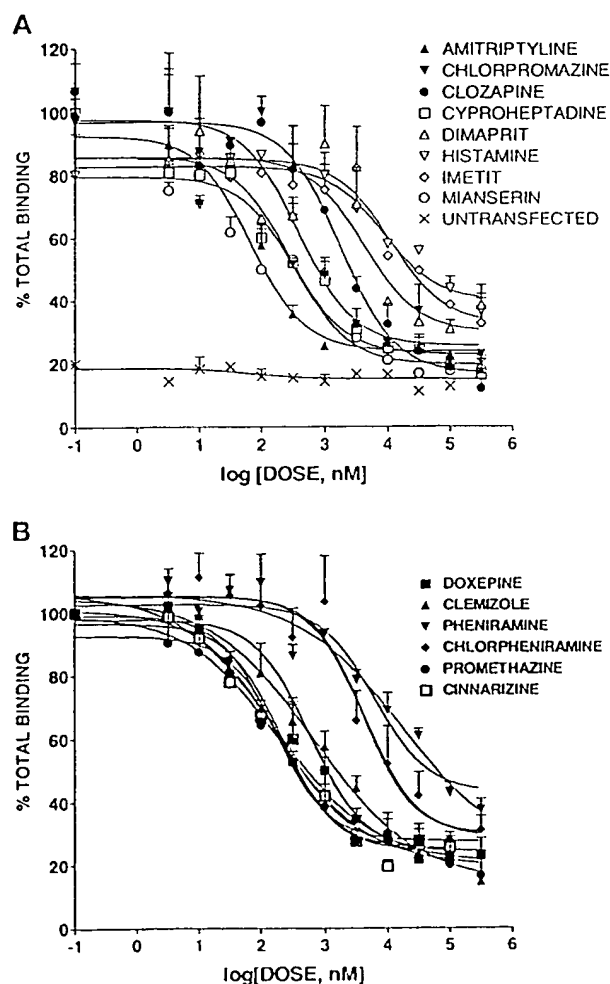 A
AMITRIPTYLINE
CHLORPROMAZINE
CLOZAPINE
CYPROHEPTADINE
DIMAPRIT
HISTAMINE
IMETIT
MIANSERIN
UNTRANSFECTED
% TOTAL BINDING
120
100
80
60
40
20
0
-1 0 1 2 3 4 5 6
log [DOSE, nM]
B
DOXEPINE
CLEMIZOLE
PHENIRAMINE
CHLORPHENIRAMINE
PROMETHAZINE
CINNARIZINE
% TOTAL BINDING
120
100
80
60
40
20
0
-1 0 1 2 3 4 5 6
log[DOSE, nM]